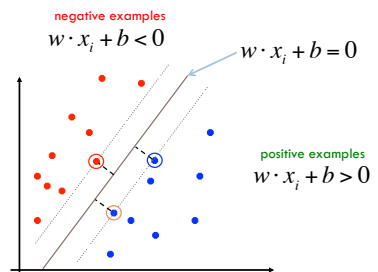 negative examples
w · xᵢ + b < 0
w · xᵢ + b = 0
positive examples
w · xᵢ + b > 0